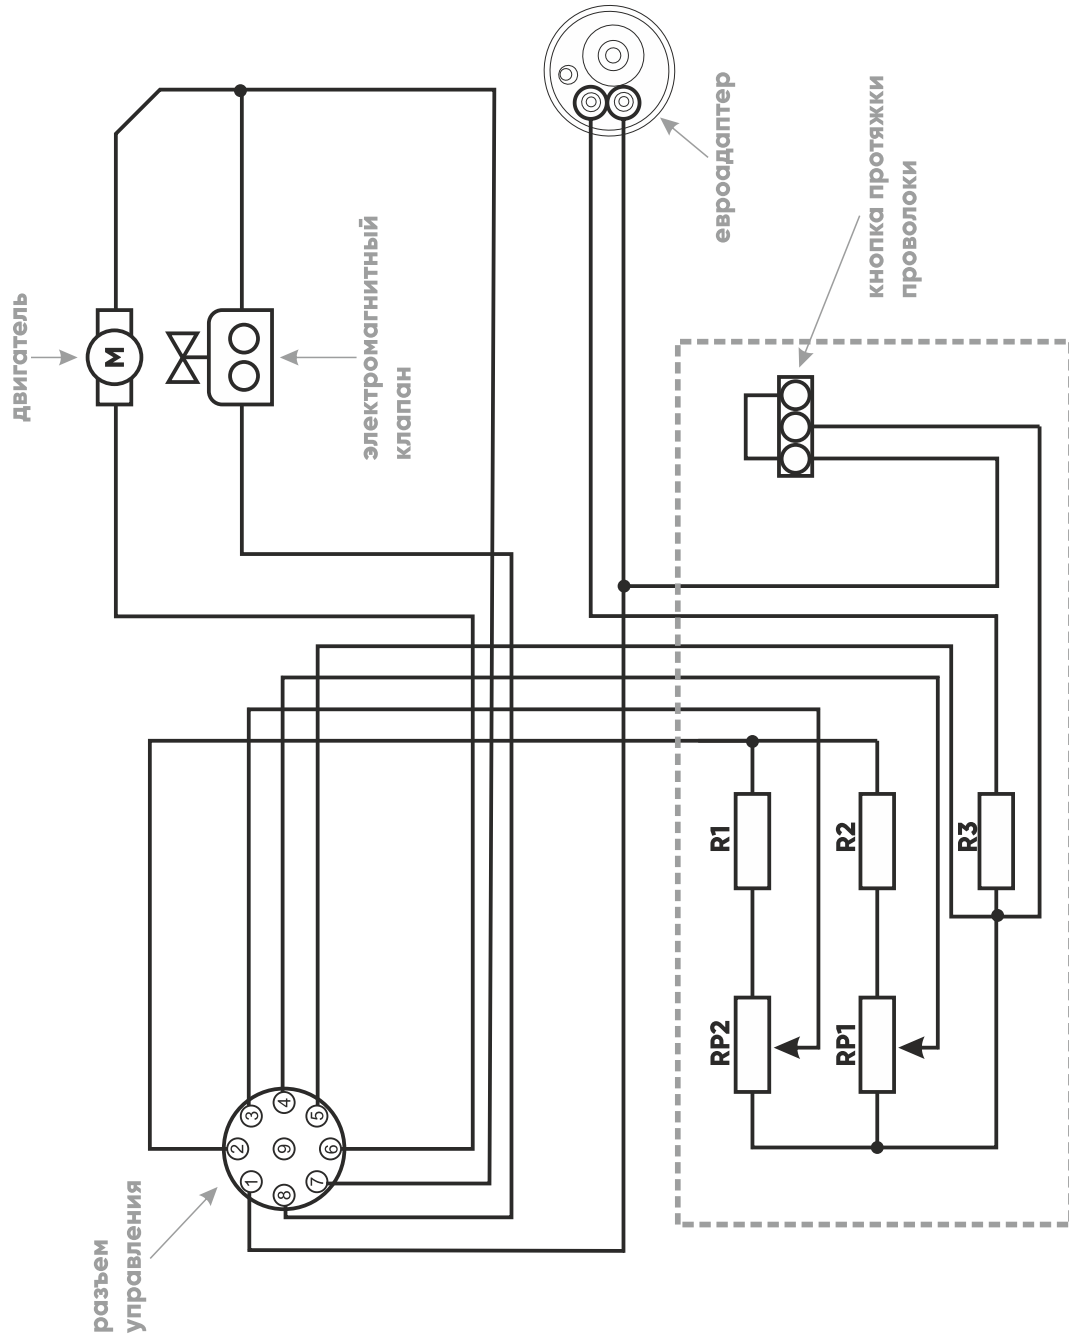 двигатель
M
электромагнитный
клапан
евроадаптер
кнопка протяжки
проволоки
R1
R2
R3
RP2
RP1
разъем
управления
1
2
3
4
5
6
7
8
9